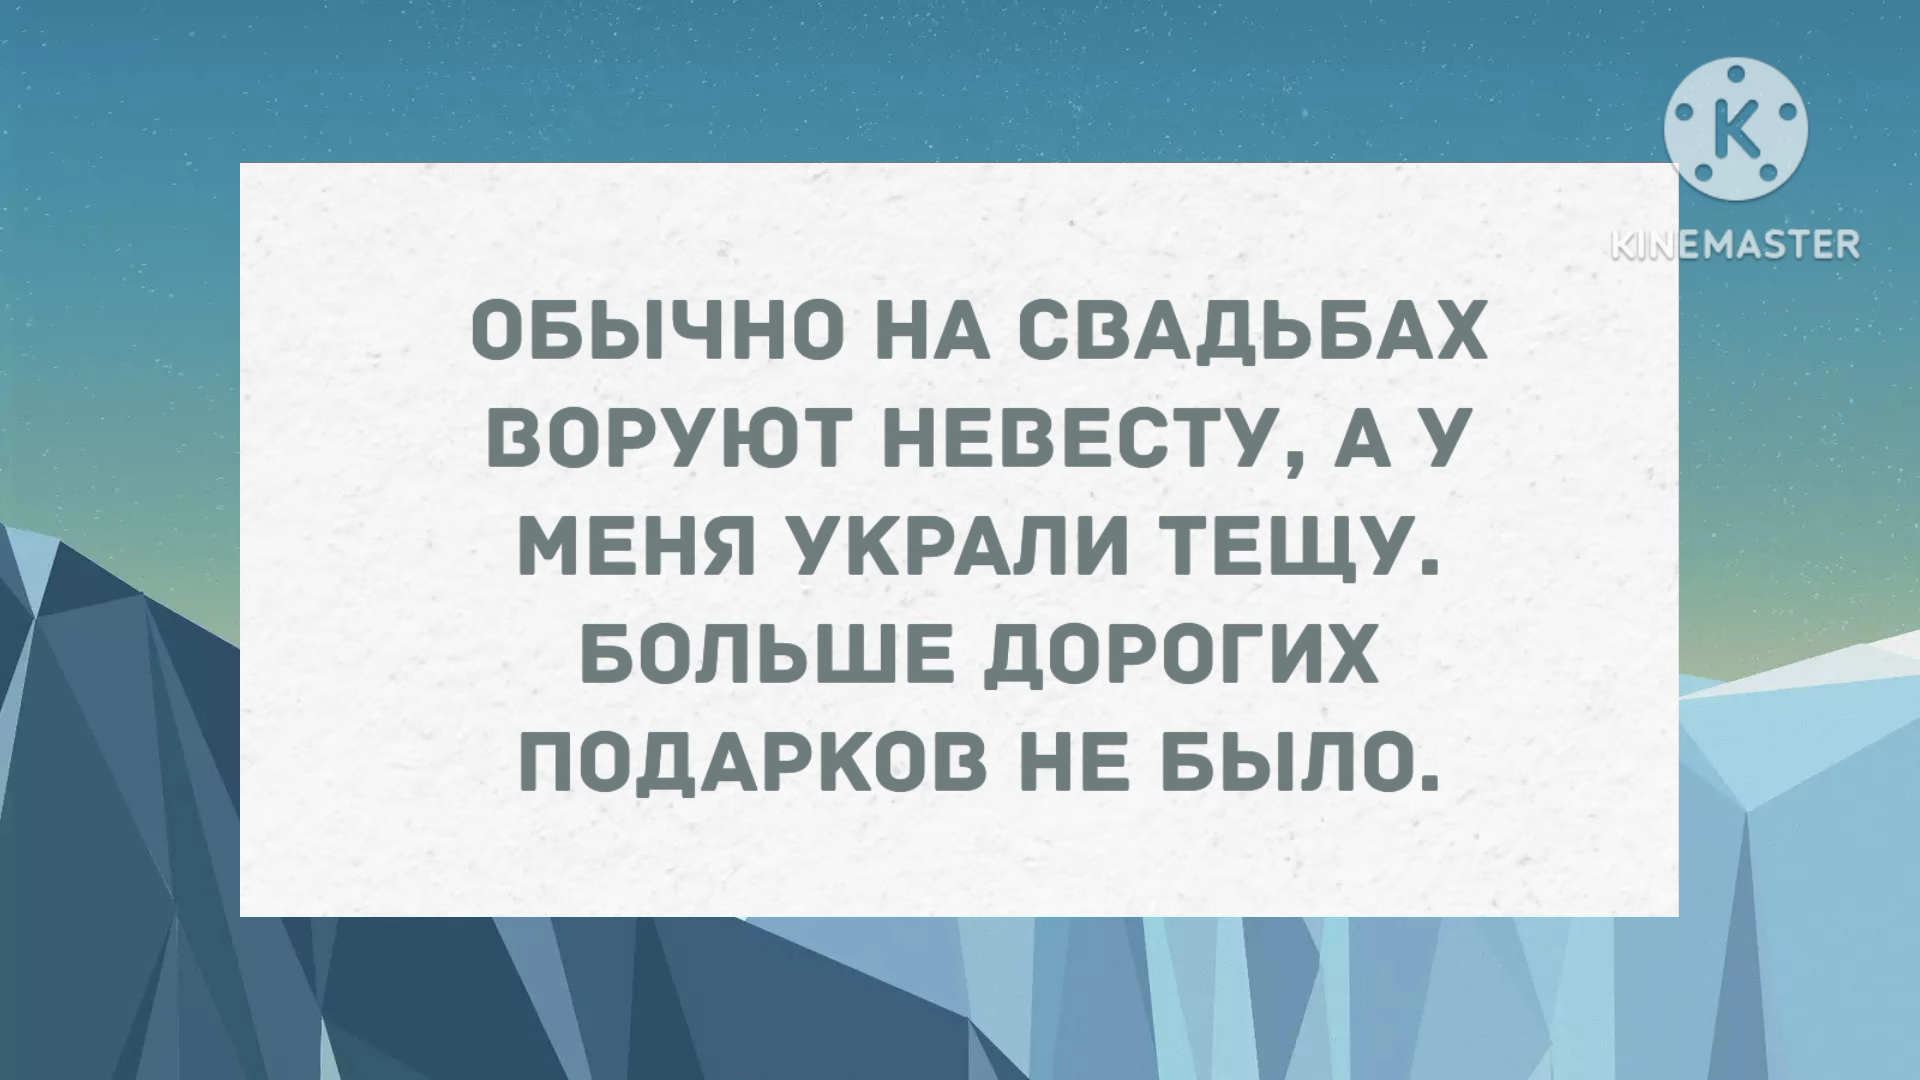 K
KINEMASTER
ОБЫЧНО НА СВАДЬБАХ
ВОРУЮТ НЕВЕСТУ, А У
МЕНЯ УКРАЛИ ТЕЩУ.
БОЛЬШЕ ДОРОГИХ
ПОДАРКОВ НЕ БЫЛО.